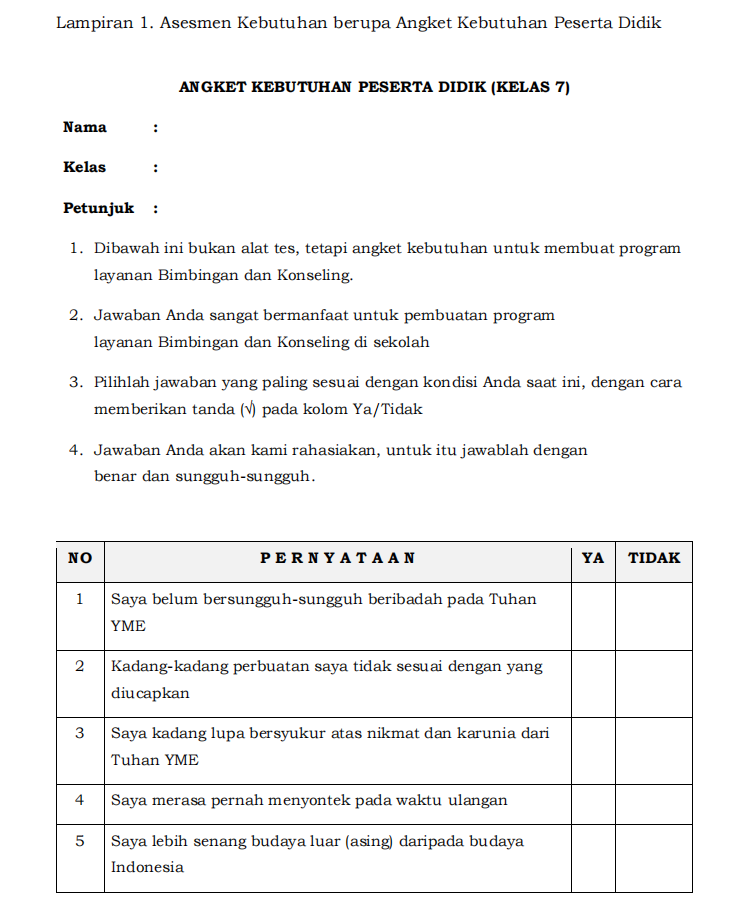 Lampiran 1. Asesmen Kebutuhan berupa Angket Kebutuhan Peserta Didik
ANGKET KEBUTUHAN PESERTA DIDIK (KELAS 7)
Nama :
Kelas :
Petunjuk :
1. Dibawah ini bukan alat tes, tetapi angket kebutuhan untuk membuat program
layanan Bimbingan dan Konseling.
2. Jawaban Anda sangat bermanfaat untuk pembuatan program
layanan Bimbingan dan Konseling di sekolah
3. Pilihlah jawaban yang paling sesuai dengan kondisi Anda saat ini, dengan cara
memberikan tanda (√) pada kolom Ya/Tidak
4. Jawaban Anda akan kami rahasiakan, untuk itu jawablah dengan
benar dan sungguh-sungguh.
NO P E R N Y A T A A N YA TIDAK
1 Saya belum bersungguh-sungguh beribadah pada Tuhan
YME
2 Kadang-kadang perbuatan saya tidak sesuai dengan yang
diucapkan
3 Saya kadang lupa bersyukur atas nikmat dan karunia dari
Tuhan YME
4 Saya merasa pernah menyontek pada waktu ulangan
5 Saya lebih senang budaya luar (asing) daripada budaya
Indonesia